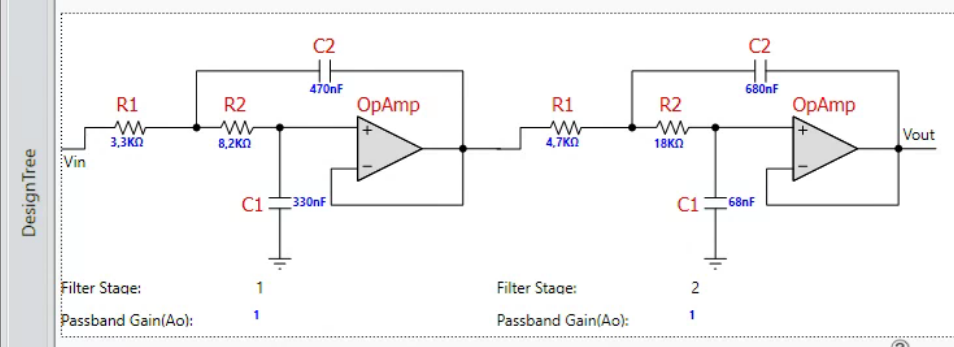 DesignTree
C2
470nF
R1
3,3KΩ
R2
8,2KΩ
OpAmp
+
−
Vin
C1
330nF
C2
680nF
R1
4,7KΩ
R2
18KΩ
OpAmp
+
−
Vout
C1
68nF
Filter Stage: 1
Passband Gain(Ao): 1
Filter Stage: 2
Passband Gain(Ao): 1